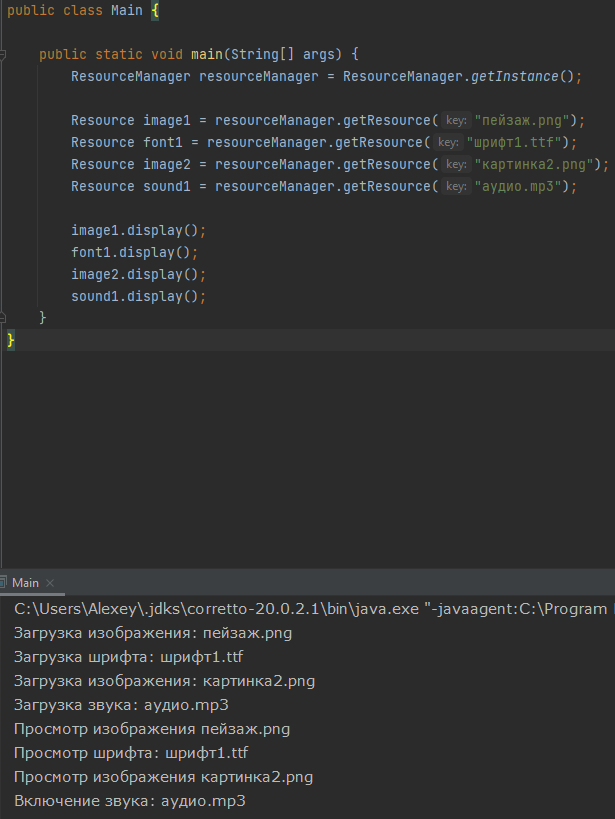 public class Main {
public static void main(String[] args) {
ResourceManager resourceManager = ResourceManager.getInstance();
Resource image1 = resourceManager.getResource( key: "пейзаж.png");
Resource font1 = resourceManager.getResource( key: "шрифт1.ttf");
Resource image2 = resourceManager.getResource( key: "картинка2.png");
Resource sound1 = resourceManager.getResource( key: "аудио.mp3");
image1.display();
font1.display();
image2.display();
sound1.display();
}
}
Main ×
C:\Users\Alexey\.jdks\corretto-20.0.2.1\bin\java.exe "-javaagent:C:\Program
Загрузка изображения: пейзаж.png
Загрузка шрифта: шрифт1.ttf
Загрузка изображения: картинка2.png
Загрузка звука: аудио.mp3
Просмотр изображения пейзаж.png
Просмотр шрифта: шрифт1.ttf
Просмотр изображения картинка2.png
Включение звука: аудио.mp3